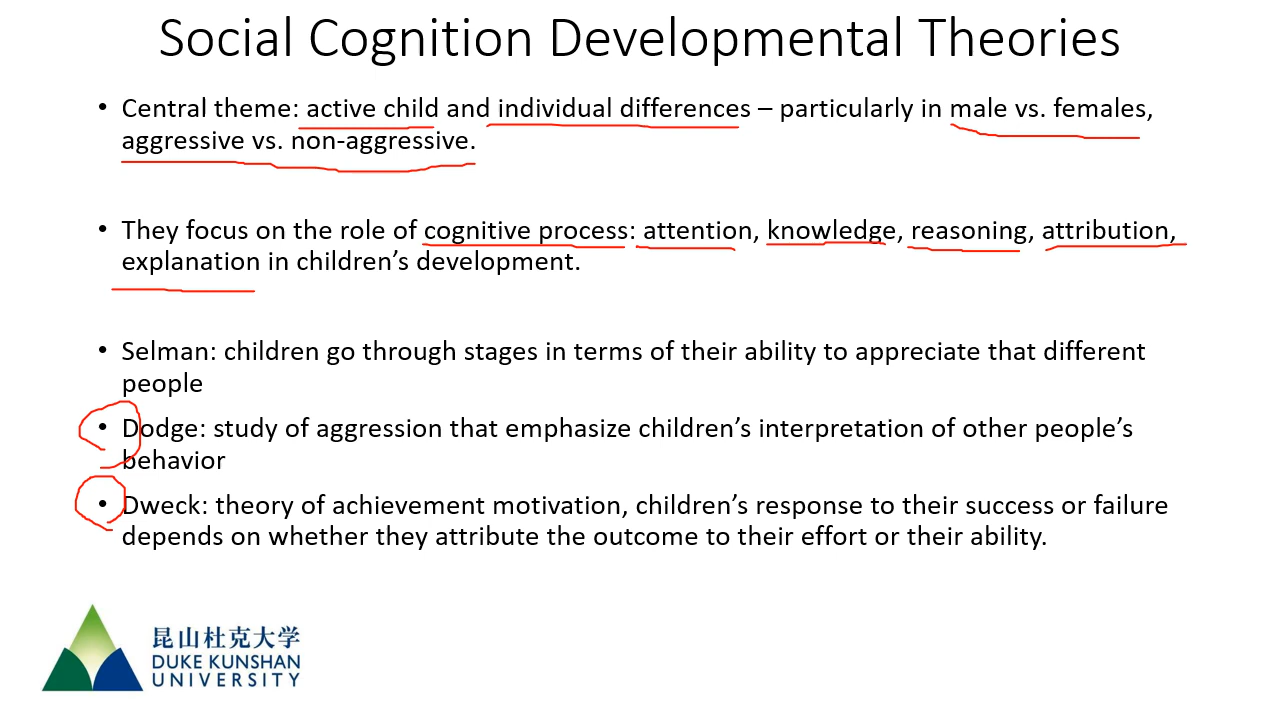 Social Cognition Developmental Theories
• Central theme: active child and individual differences – particularly in male vs. females,
aggressive vs. non-aggressive.
• They focus on the role of cognitive process: attention, knowledge, reasoning, attribution,
explanation in children’s development.
• Selman: children go through stages in terms of their ability to appreciate that different
people
• Dodge: study of aggression that emphasize children’s interpretation of other people’s
behavior
• Dweck: theory of achievement motivation, children’s response to their success or failure
depends on whether they attribute the outcome to their effort or their ability.
昆山杜克大学
DUKE KUNSHAN
UNIVERSITY